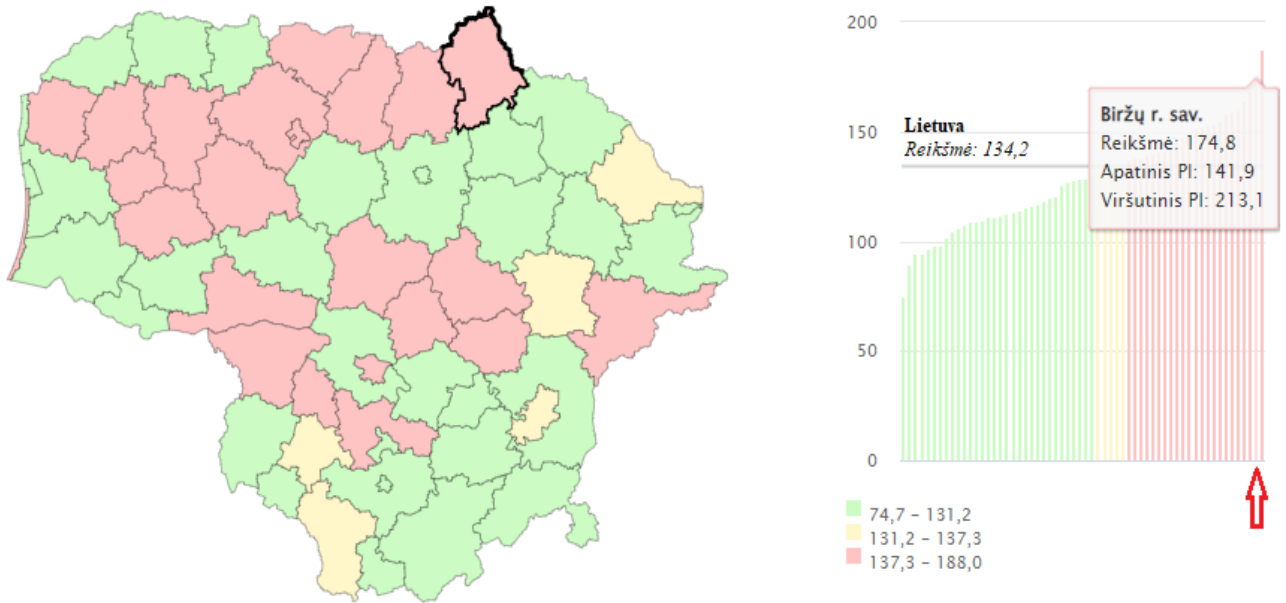 200
150
100
50
0
Lietuva
Reikšmė: 134,2
Biržų r. sav.
Reikšmė: 174,8
Apatinis PI: 141,9
Viršutinis PI: 213,1
74,7 – 131,2
131,2 – 137,3
137,3 – 188,0